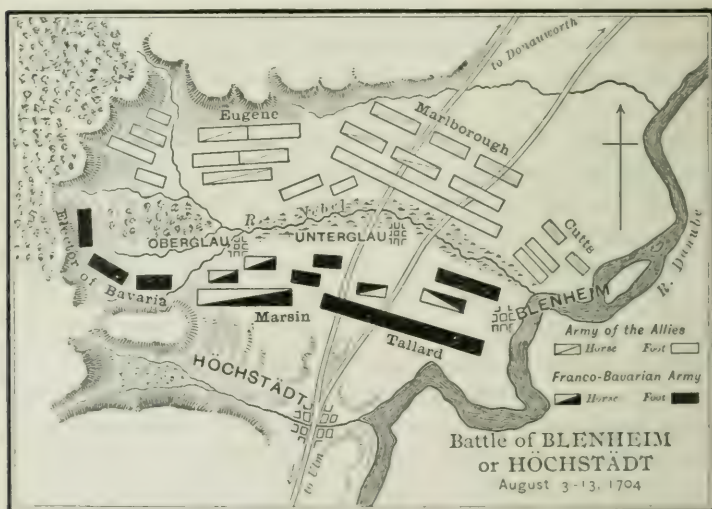 to Donauworth
Eugene
Marlborough
R. Nebel
OBERGLAU
UNTERGLAU
Cutts
R. Danube
Elector of Bavaria
BLENHEIM
Marsin
Tallard
HÖCHSTÄDT
to Ulm
Army of the Allies
Horse Foot
Franco-Bavarian Army
Horse Foot
Battle of BLENHEIM
or HÖCHSTÄDT
August 3-13, 1704